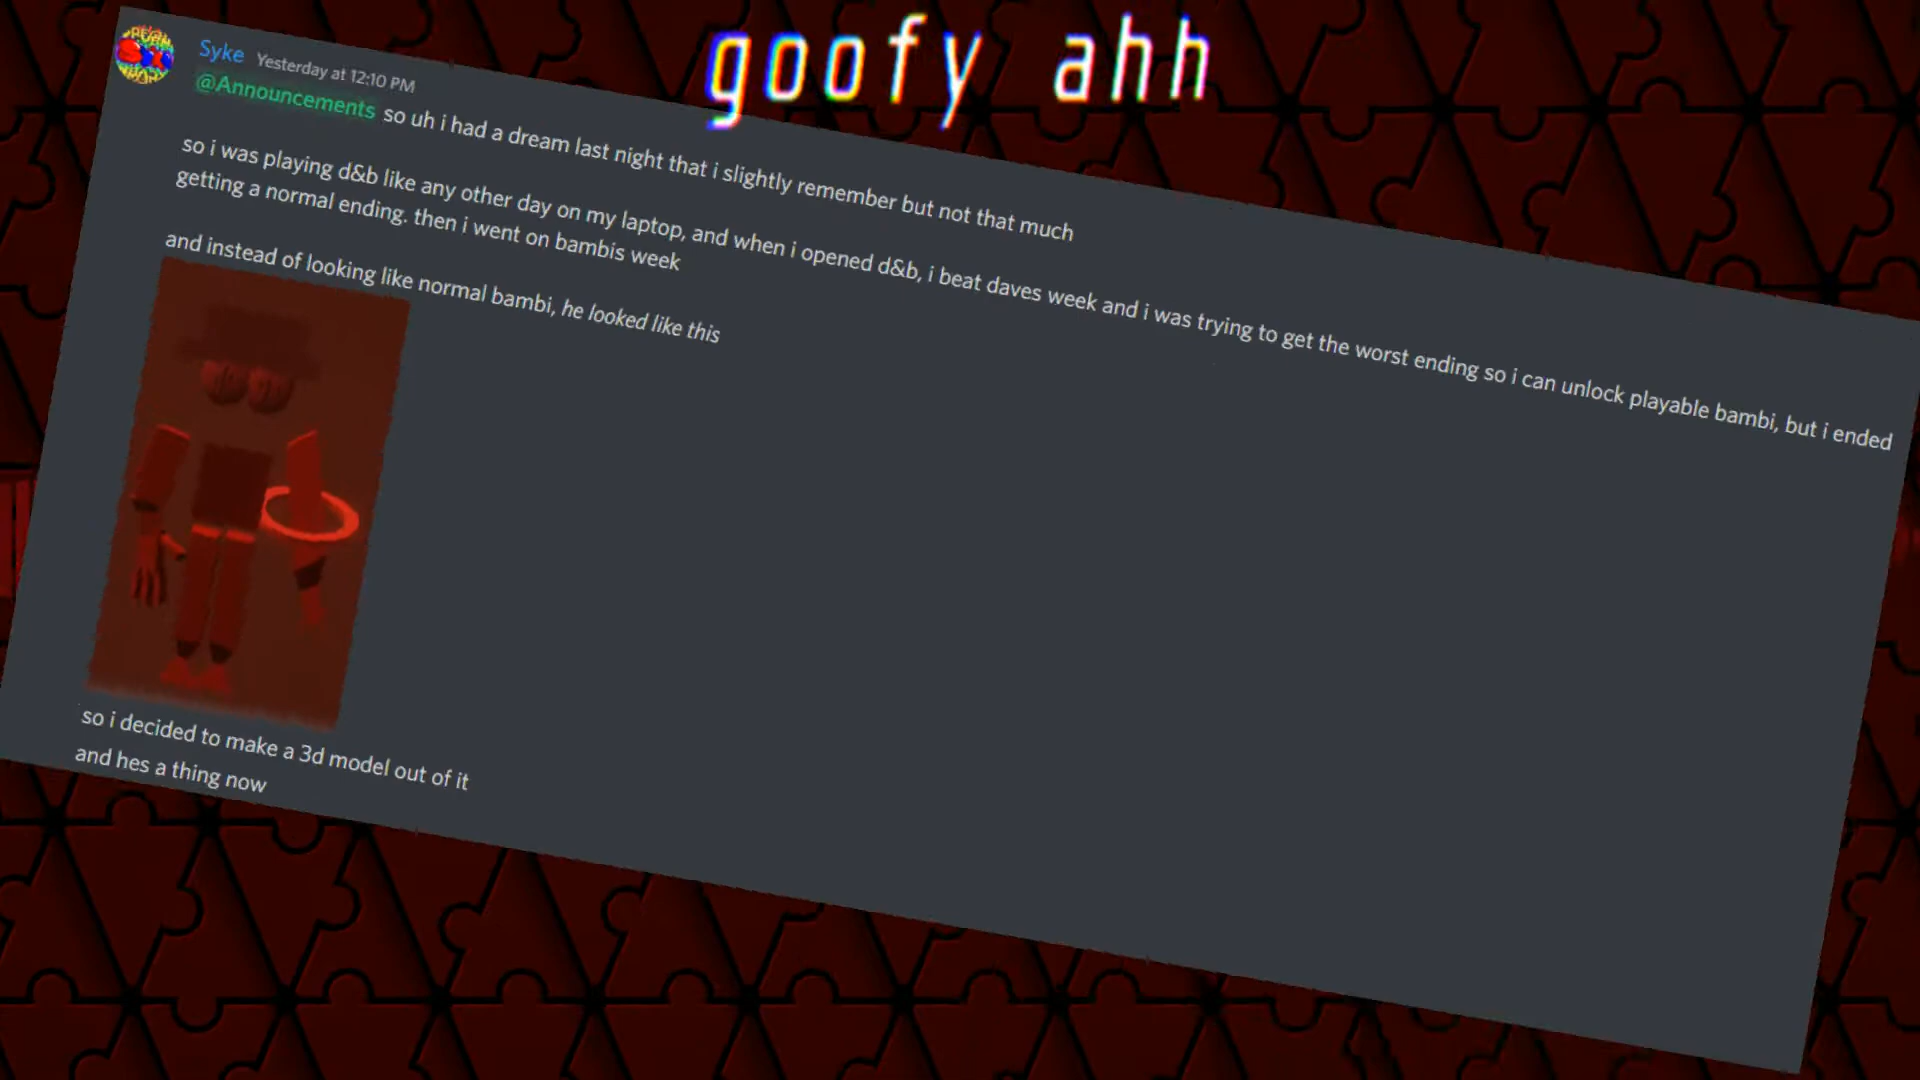 goofy ahh
Syke Yesterday at 12:10 PM
@Announcements so uh i had a dream last night that i slightly remember but not that much
so i was playing d&b like any other day on my laptop, and when i opened d&b, i beat daves week and i was trying to get the worst ending so i can unlock playable bambi, but i ended
getting a normal ending. then i went on bambis week
and instead of looking like normal bambi, he looked like this
so i decided to make a 3d model out of it
and hes a thing now